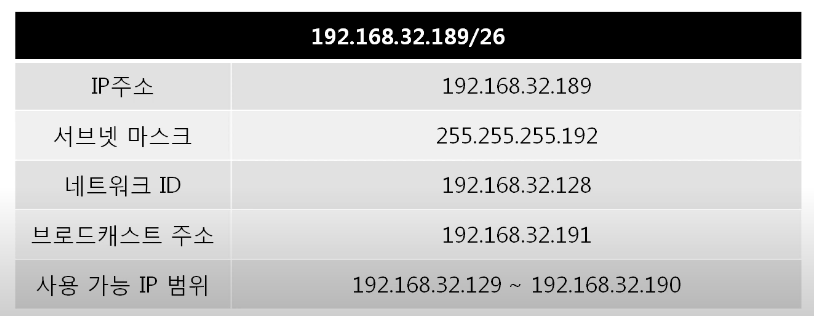 192.168.32.189/26
IP주소 192.168.32.189
서브넷 마스크 255.255.255.192
네트워크 ID 192.168.32.128
브로드캐스트 주소 192.168.32.191
사용 가능 IP 범위 192.168.32.129 ~ 192.168.32.190